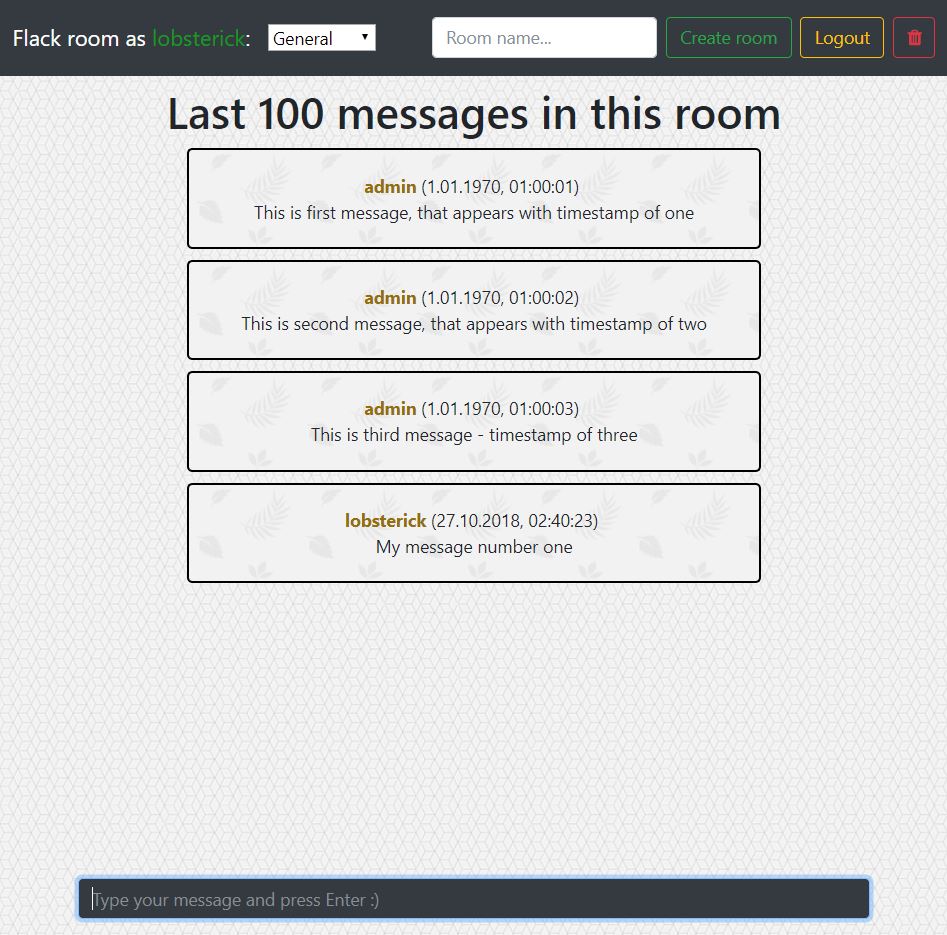 Flack room as lobsterick: General Room name... Create room Logout
Last 100 messages in this room
admin (1.01.1970, 01:00:01)
This is first message, that appears with timestamp of one
admin (1.01.1970, 01:00:02)
This is second message, that appears with timestamp of two
admin (1.01.1970, 01:00:03)
This is third message - timestamp of three
lobsterick (27.10.2018, 02:40:23)
My message number one
Type your message and press Enter :)